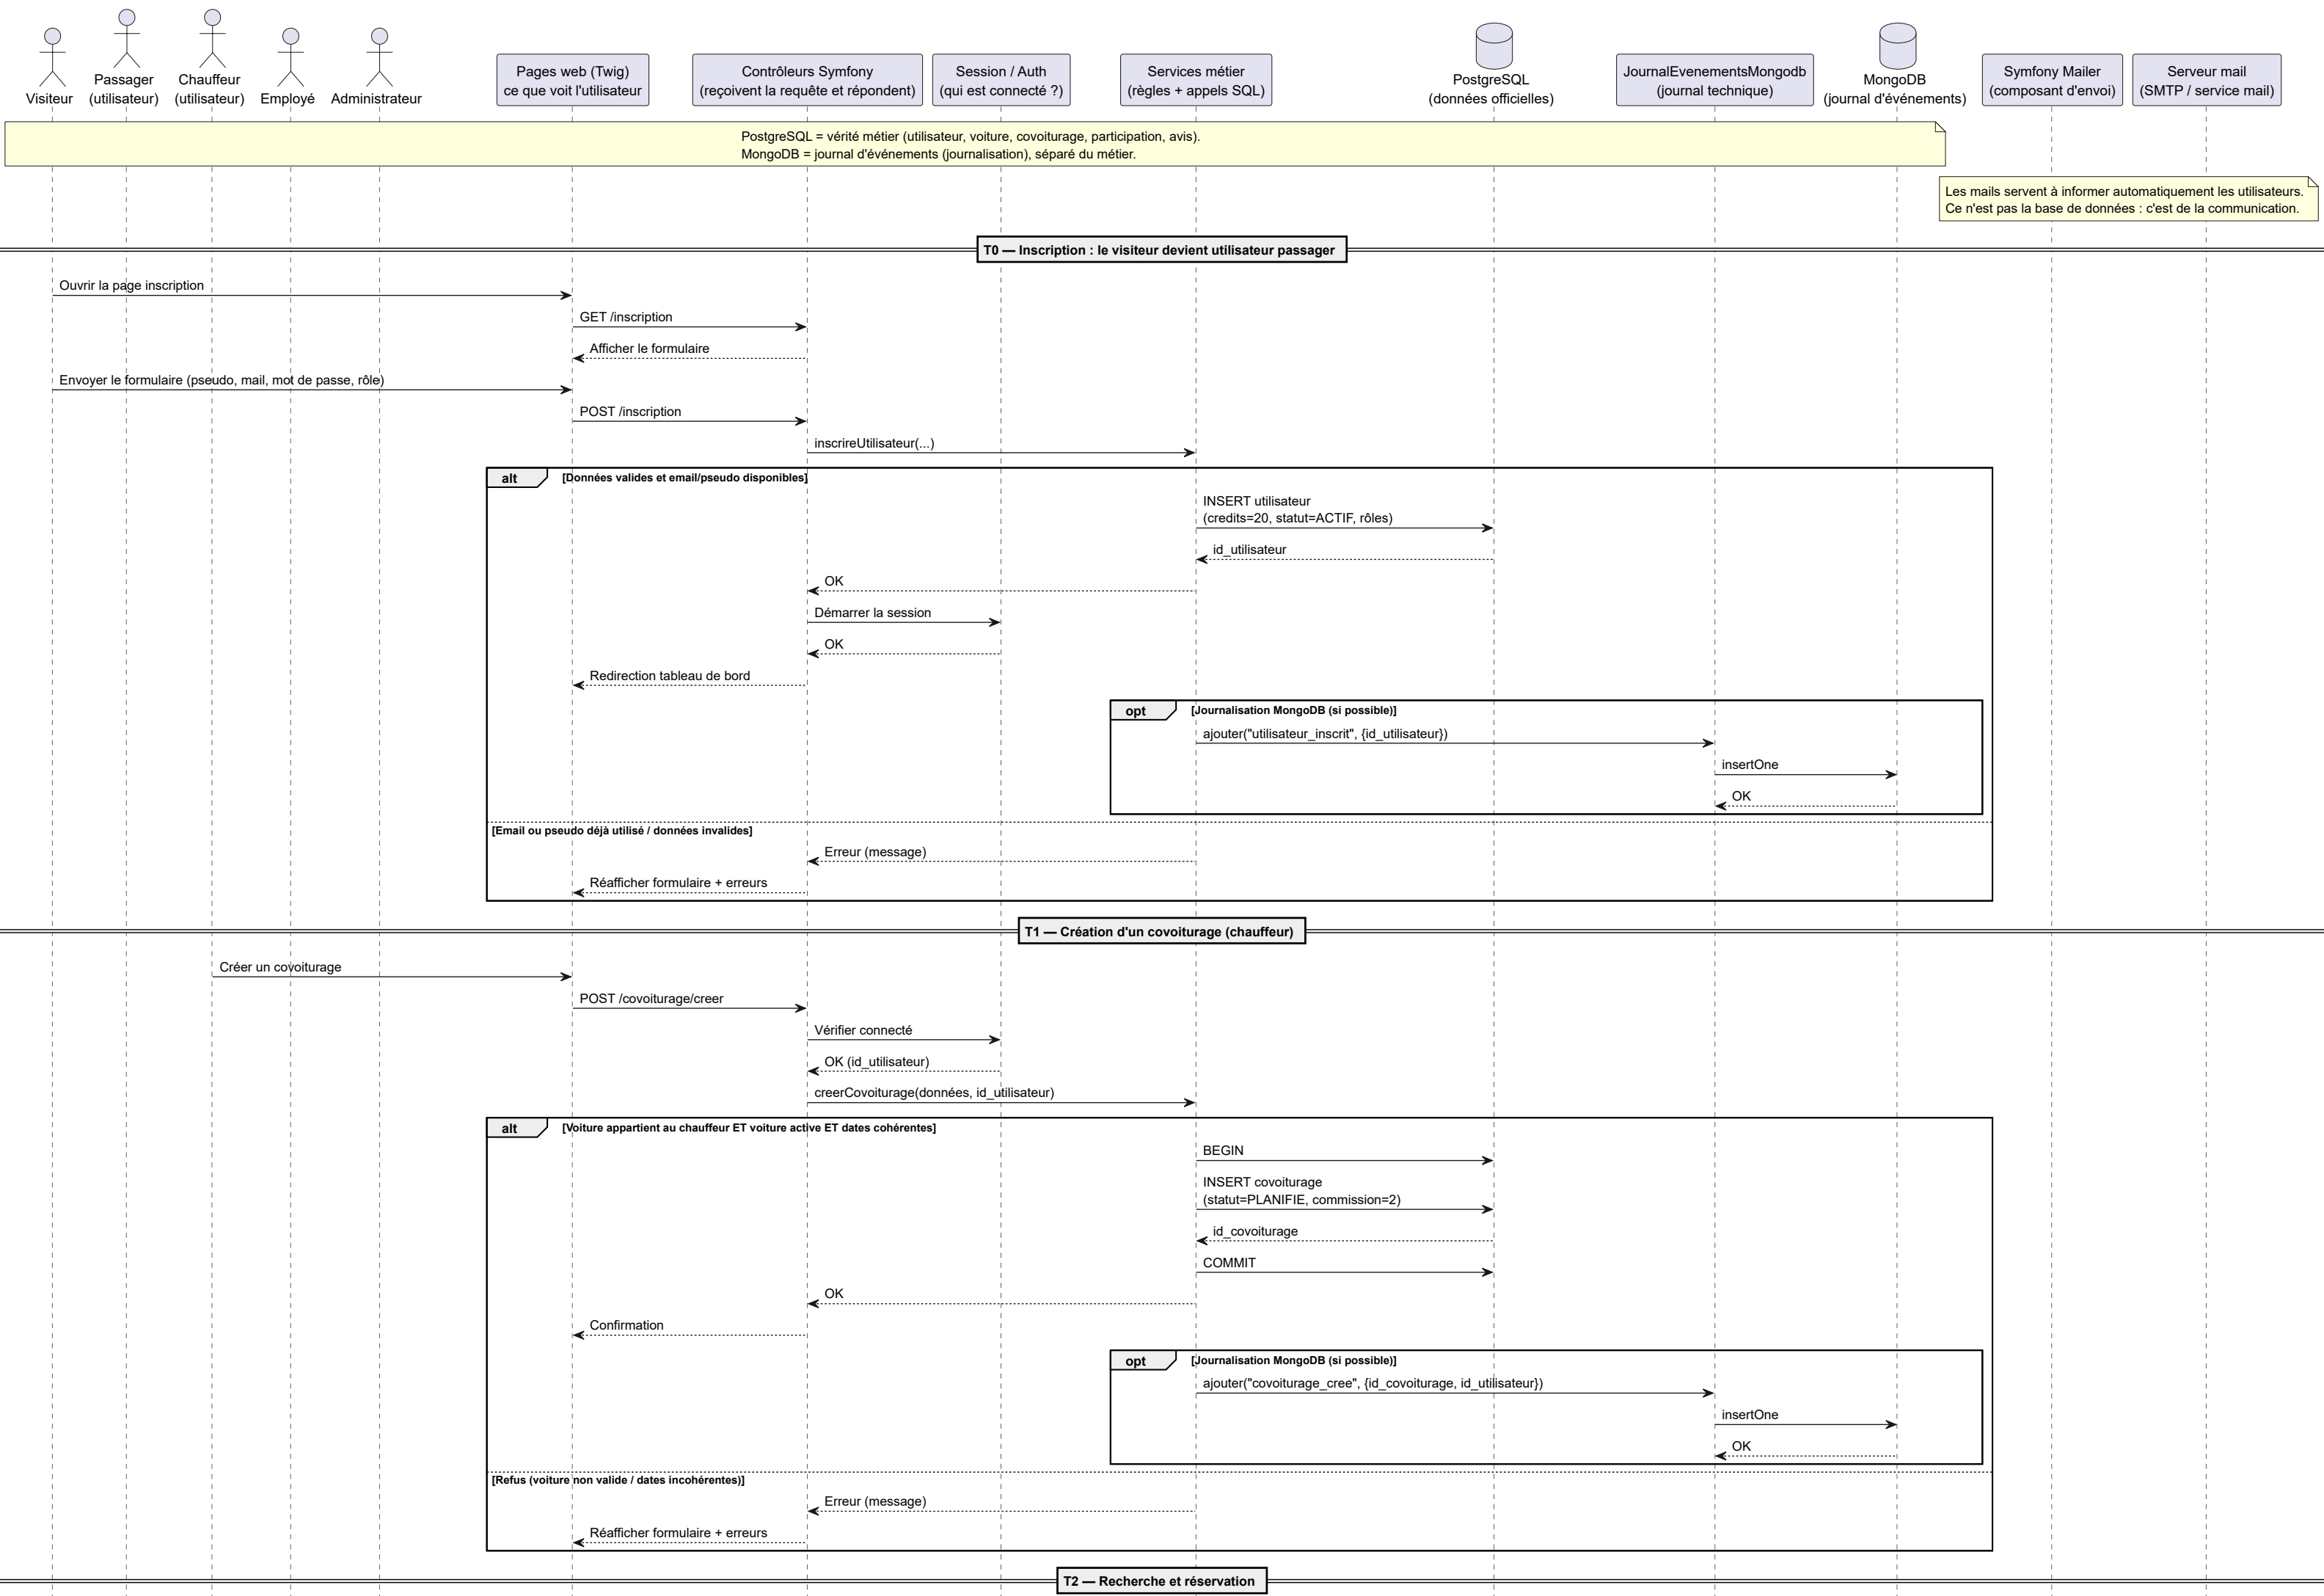 Visiteur
Passager
(utilisateur)
Chauffeur
(utilisateur)
Employé
Administrateur
Pages web (Twig)
ce que voit l'utilisateur
Contrôleurs Symfony
(reçoivent la requête et répondent)
Session / Auth
(qui est connecté ?)
Services métier
(règles + appels SQL)
PostgreSQL
(données officielles)
JournalEvenementsMongodb
(journal technique)
MongoDB
(journal d'événements)
Symfony Mailer
(composant d'envoi)
Serveur mail
(SMTP / service mail)
PostgreSQL = vérité métier (utilisateur, voiture, covoiturage, participation, avis).
MongoDB = journal d'événements (journalisation), séparé du métier.
Les mails servent à informer automatiquement les utilisateurs.
Ce n'est pas la base de données : c'est de la communication.
T0 — Inscription : le visiteur devient utilisateur passager
Ouvrir la page inscription
GET /inscription
Afficher le formulaire
Envoyer le formulaire (pseudo, mail, mot de passe, rôle)
POST /inscription
inscrireUtilisateur(...)
alt [Données valides et email/pseudo disponibles]
INSERT utilisateur
(credits=20, statut=ACTIF, rôles)
id_utilisateur
OK
Démarrer la session
OK
Redirection tableau de bord
opt [Journalisation MongoDB (si possible)]
ajouter("utilisateur_inscrit", {id_utilisateur})
insertOne
OK
[Email ou pseudo déjà utilisé / données invalides]
Erreur (message)
Réafficher formulaire + erreurs
T1 — Création d'un covoiturage (chauffeur)
Créer un covoiturage
POST /covoiturage/creer
Vérifier connecté
OK (id_utilisateur)
creerCovoiturage(données, id_utilisateur)
alt [Voiture appartient au chauffeur ET voiture active ET dates cohérentes]
BEGIN
INSERT covoiturage
(statut=PLANIFIE, commission=2)
id_covoiturage
COMMIT
OK
Confirmation
opt [Journalisation MongoDB (si possible)]
ajouter("covoiturage_cree", {id_covoiturage, id_utilisateur})
insertOne
OK
[Refus (voiture non valide / dates incohérentes)]
Erreur (message)
Réafficher formulaire + erreurs
T2 — Recherche et réservation